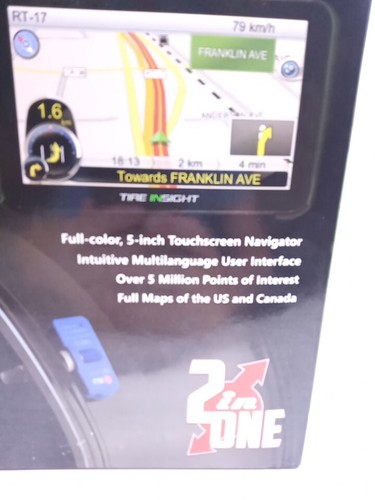 RT-17
79 km/h
FRANKLIN AVE
1.6
km
18:13
2 km
4 min
Towards FRANKLIN AVE
TIRE INSIGHT
Full-color, 5-inch Touchscreen Navigator
Intuitive Multilanguage User Interface
Over 5 Million Points of Interest
Full Maps of the US and Canada
2
in
ONE